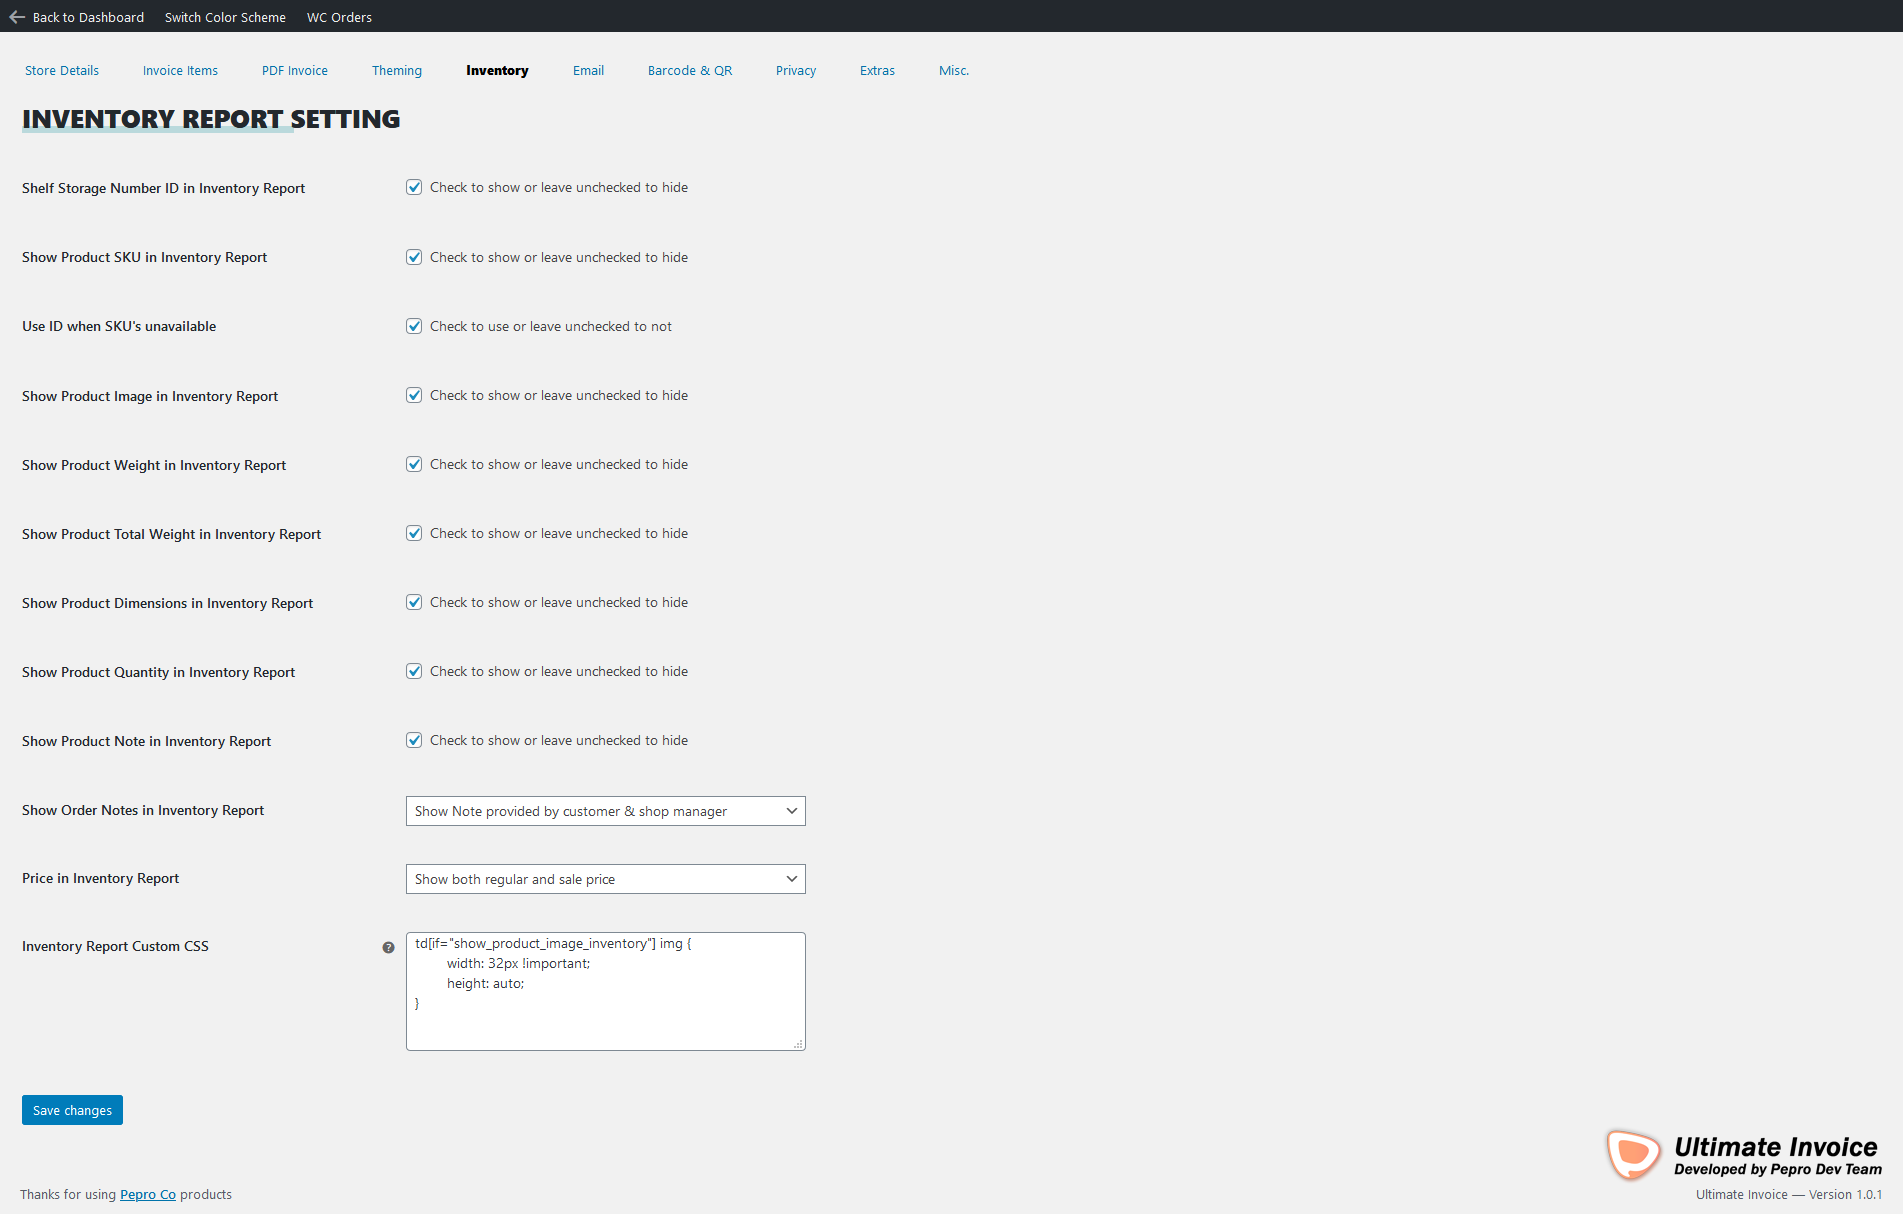 Back to Dashboard Switch Color Scheme WC Orders
Store Details Invoice Items PDF Invoice Theming Inventory Email Barcode & QR Privacy Extras Misc.
INVENTORY REPORT SETTING
Shelf Storage Number ID in Inventory Report Check to show or leave unchecked to hide
Show Product SKU in Inventory Report Check to show or leave unchecked to hide
Use ID when SKU's unavailable Check to use or leave unchecked to not
Show Product Image in Inventory Report Check to show or leave unchecked to hide
Show Product Weight in Inventory Report Check to show or leave unchecked to hide
Show Product Total Weight in Inventory Report Check to show or leave unchecked to hide
Show Product Dimensions in Inventory Report Check to show or leave unchecked to hide
Show Product Quantity in Inventory Report Check to show or leave unchecked to hide
Show Product Note in Inventory Report Check to show or leave unchecked to hide
Show Order Notes in Inventory Report Show Note provided by customer & shop manager
Price in Inventory Report Show both regular and sale price
Inventory Report Custom CSS ? td[if="show_product_image_inventory"] img {
width: 32px !important;
height: auto;
}
Save changes
Ultimate Invoice
Developed by Pepro Dev Team
Thanks for using Pepro Co products Ultimate Invoice — Version 1.0.1